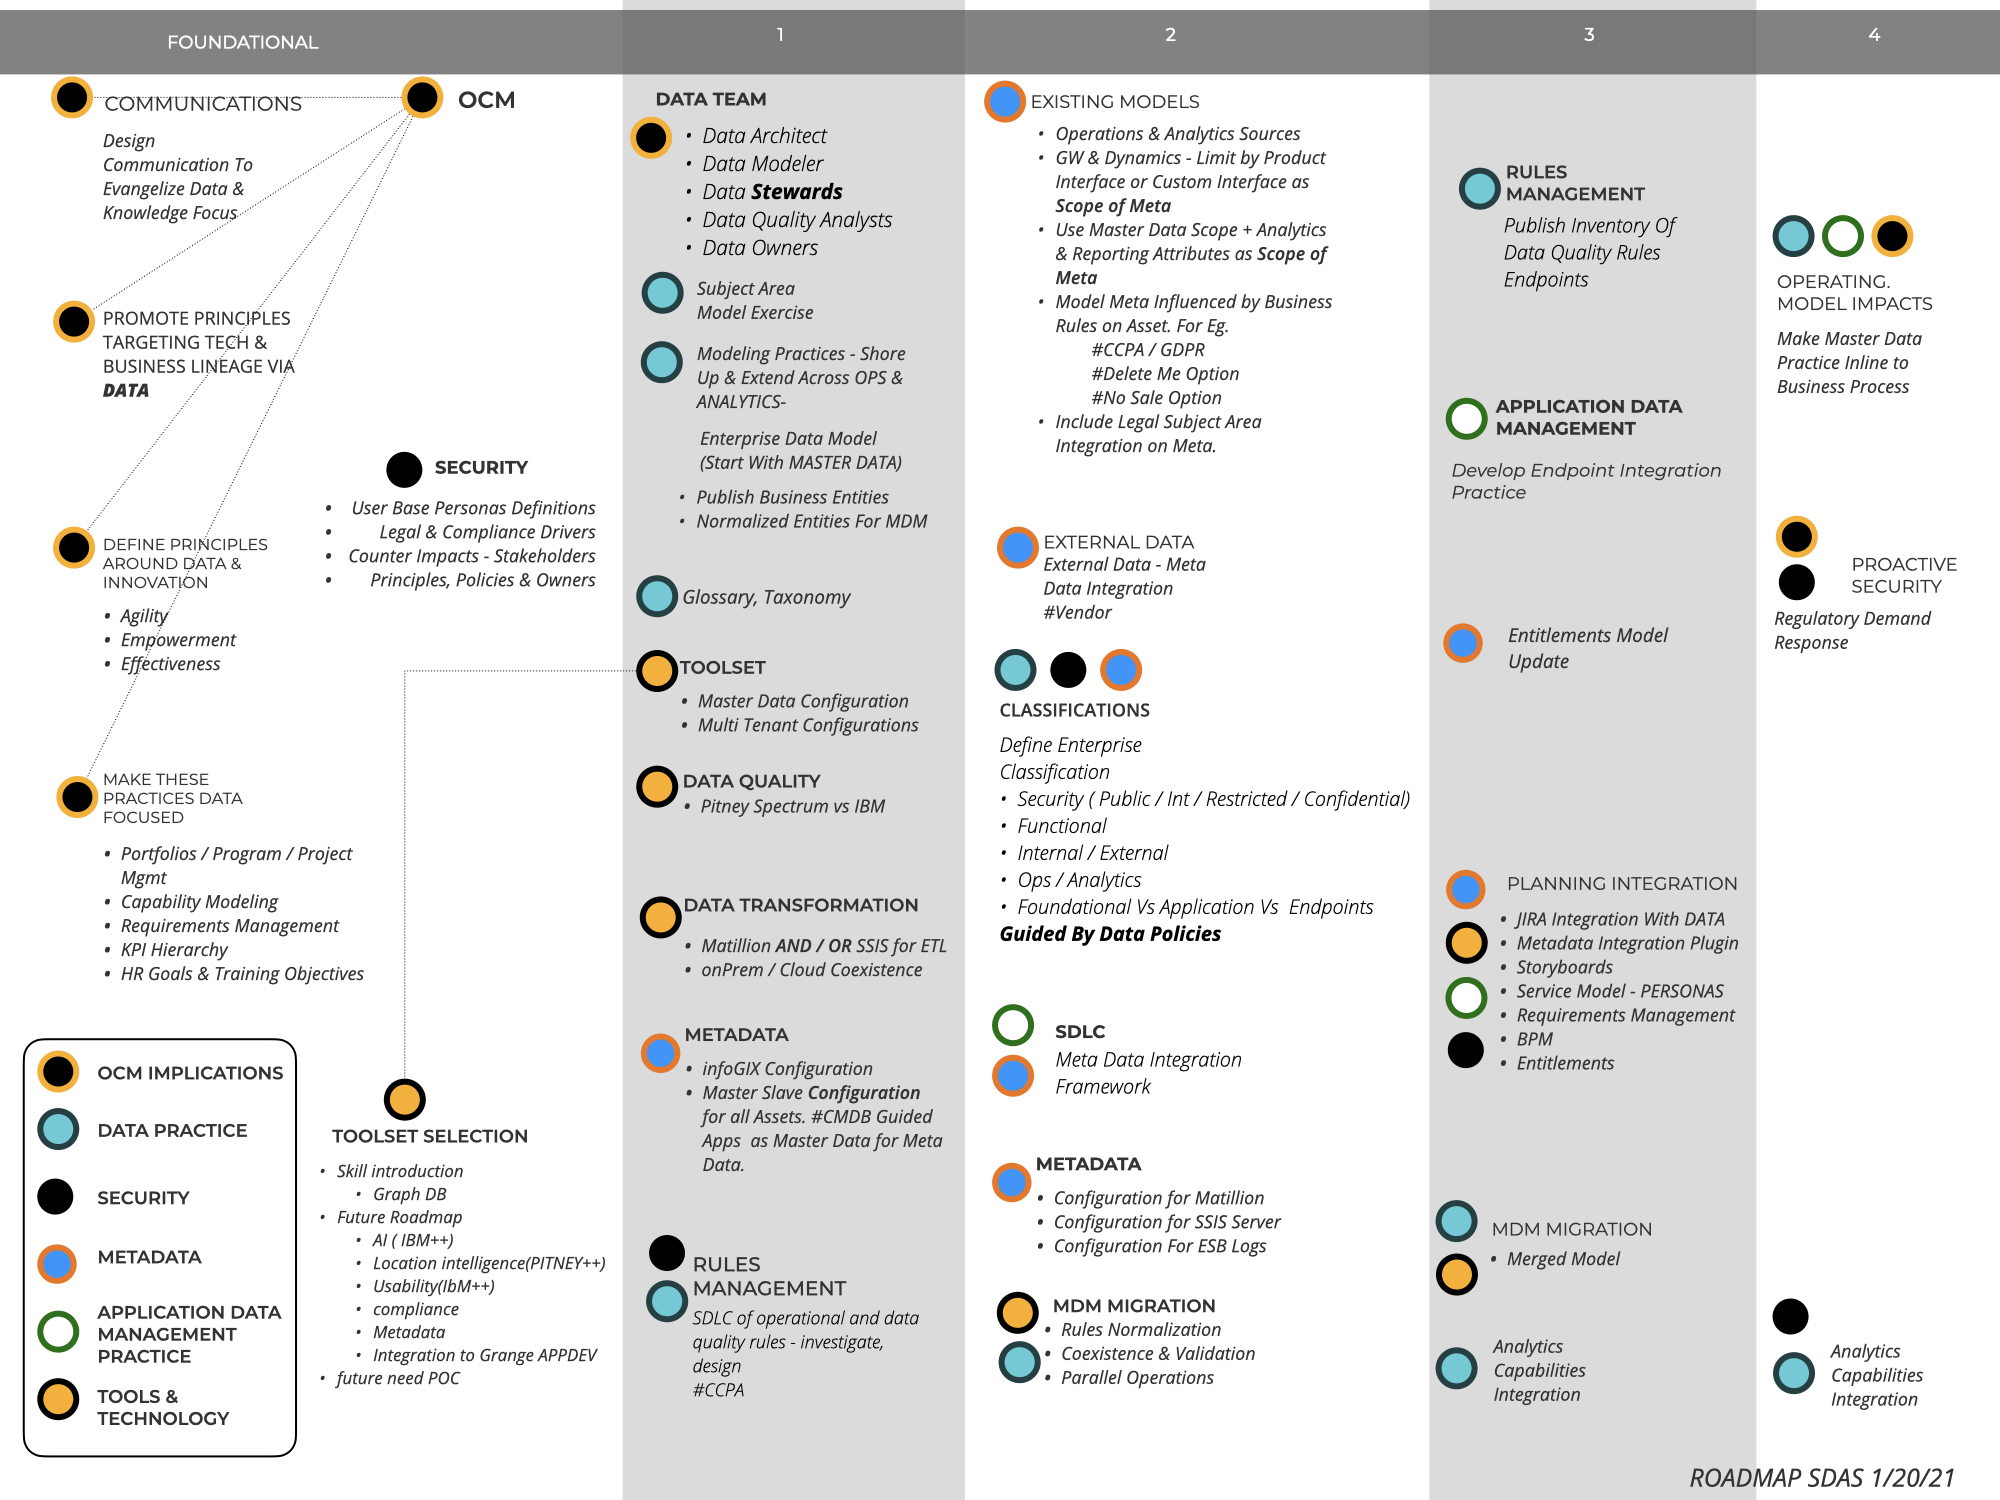 FOUNDATIONAL
1
2
3
4
COMMUNICATIONS
Design
Communication To
Evangelize Data &
Knowledge Focus
OCM
PROMOTE PRINCIPLES
TARGETING TECH &
BUSINESS LINEAGE VIA
DATA
SECURITY
• User Base Personas Definitions
• Legal & Compliance Drivers
• Counter Impacts - Stakeholders
• Principles, Policies & Owners
DEFINE PRINCIPLES
AROUND DATA &
INNOVATION
• Agility
• Empowerment
• Effectiveness
MAKE THESE
PRACTICES DATA
FOCUSED
• Portfolios / Program / Project
Mgmt
• Capability Modeling
• Requirements Management
• KPI Hierarchy
• HR Goals & Training Objectives
OCM IMPLICATIONS
DATA PRACTICE
SECURITY
METADATA
APPLICATION DATA
MANAGEMENT
PRACTICE
TOOLS &
TECHNOLOGY
TOOLSET SELECTION
• Skill introduction
• Graph DB
• Future Roadmap
• AI ( IBM++)
• Location intelligence(PITNEY++)
• Usability(IbM++)
• compliance
• Metadata
• Integration to Grange APPDEV
• future need POC
DATA TEAM
• Data Architect
• Data Modeler
• Data Stewards
• Data Quality Analysts
• Data Owners
Subject Area
Model Exercise
Modeling Practices - Shore
Up & Extend Across OPS &
ANALYTICS-
Enterprise Data Model
(Start With MASTER DATA)
• Publish Business Entities
• Normalized Entities For MDM
Glossary, Taxonomy
TOOLSET
• Master Data Configuration
• Multi Tenant Configurations
DATA QUALITY
• Pitney Spectrum vs IBM
DATA TRANSFORMATION
• Matillion AND / OR SSIS for ETL
• onPrem / Cloud Coexistence
METADATA
• infoGIX Configuration
• Master Slave Configuration
for all Assets. #CMDB Guided
Apps as Master Data for Meta
Data.
RULES
MANAGEMENT
SDLC of operational and data
quality rules - investigate,
design
#CCPA
EXISTING MODELS
• Operations & Analytics Sources
• GW & Dynamics - Limit by Product
Interface or Custom Interface as
Scope of Meta
• Use Master Data Scope + Analytics
& Reporting Attributes as Scope of
Meta
• Model Meta Influenced by Business
Rules on Asset. For Eg.
#CCPA / GDPR
#Delete Me Option
#No Sale Option
• Include Legal Subject Area
Integration on Meta.
EXTERNAL DATA
External Data - Meta
Data Integration
#Vendor
CLASSIFICATIONS
Define Enterprise
Classification
• Security ( Public / Int / Restricted / Confidential)
• Functional
• Internal / External
• Ops / Analytics
• Foundational Vs Application Vs Endpoints
Guided By Data Policies
SDLC
Meta Data Integration
Framework
METADATA
• Configuration for Matillion
• Configuration for SSIS Server
• Configuration For ESB Logs
MDM MIGRATION
• Rules Normalization
• Coexistence & Validation
• Parallel Operations
RULES
MANAGEMENT
Publish Inventory Of
Data Quality Rules
Endpoints
APPLICATION DATA
MANAGEMENT
Develop Endpoint Integration
Practice
Entitlements Model
Update
PLANNING INTEGRATION
• JIRA Integration With DATA
• Metadata Integration Plugin
• Storyboards
• Service Model - PERSONAS
• Requirements Management
• BPM
• Entitlements
MDM MIGRATION
• Merged Model
Analytics
Capabilities
Integration
OPERATING.
MODEL IMPACTS
Make Master Data
Practice Inline to
Business Process
PROACTIVE
SECURITY
Regulatory Demand
Response
Analytics
Capabilities
Integration
ROADMAP SDAS 1/20/21